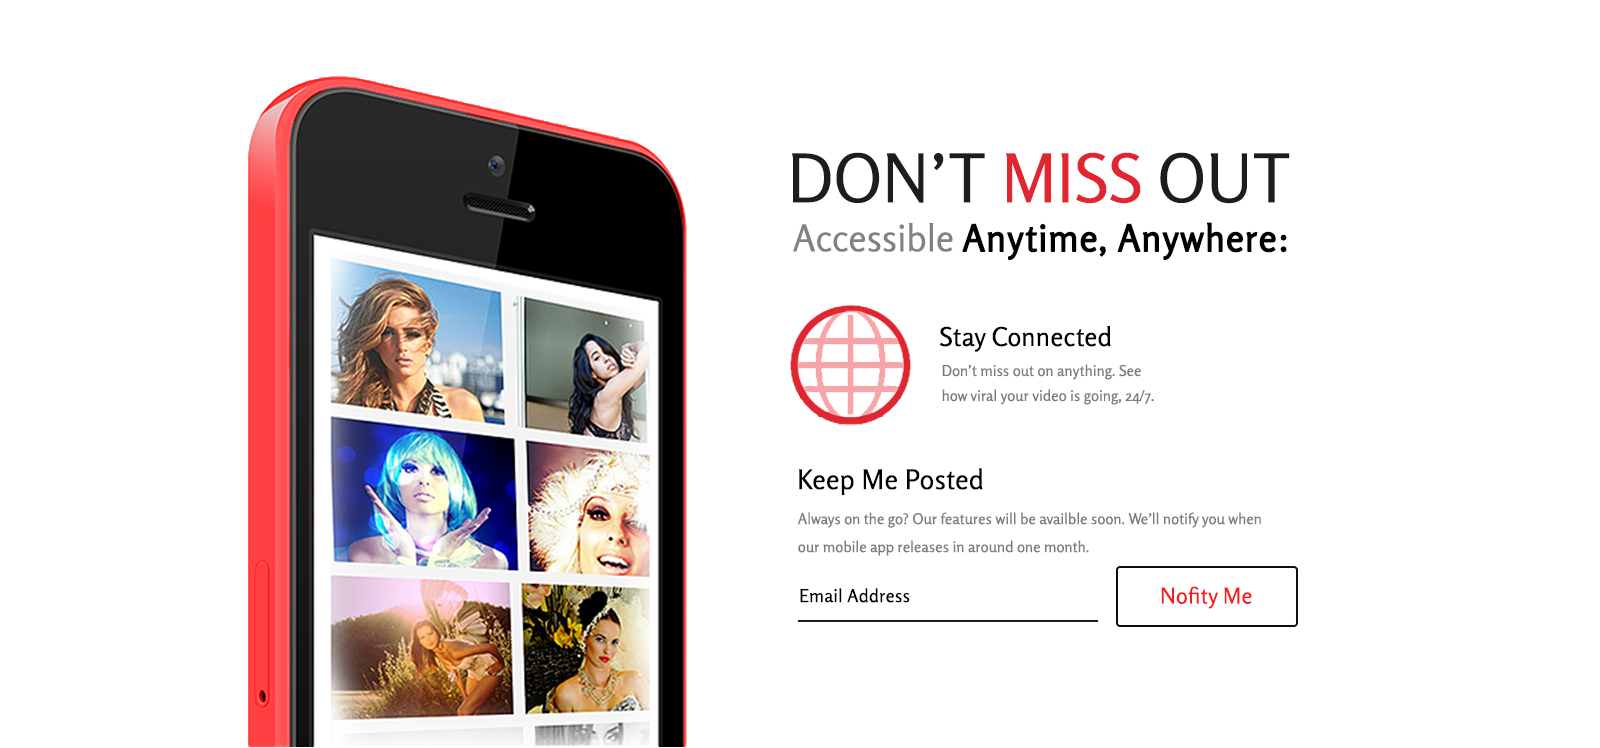 DON’T MISS OUT
Accessible Anytime, Anywhere:
Stay Connected
Don’t miss out on anything. See
how viral your video is going, 24/7.
Keep Me Posted
Always on the go? Our features will be availble soon. We’ll notify you when
our mobile app releases in around one month.
Email Address
Nofity Me